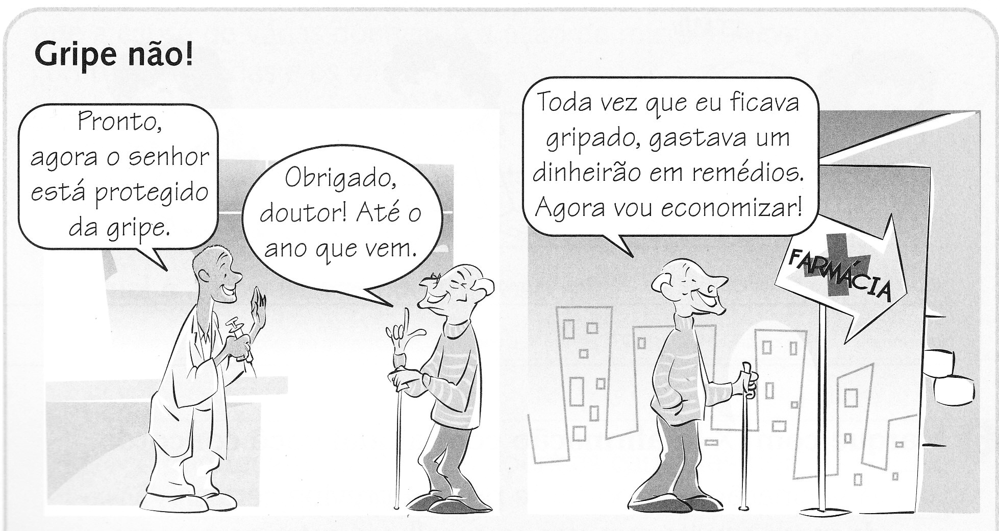 Gripe não!
Pronto,
agora o senhor
está protegido
da gripe.
Obrigado,
doutor! Até o
ano que vem.
Toda vez que eu ficava
gripado, gastava um
dinheirão em remédios.
Agora vou economizar!
FARMÁCIA